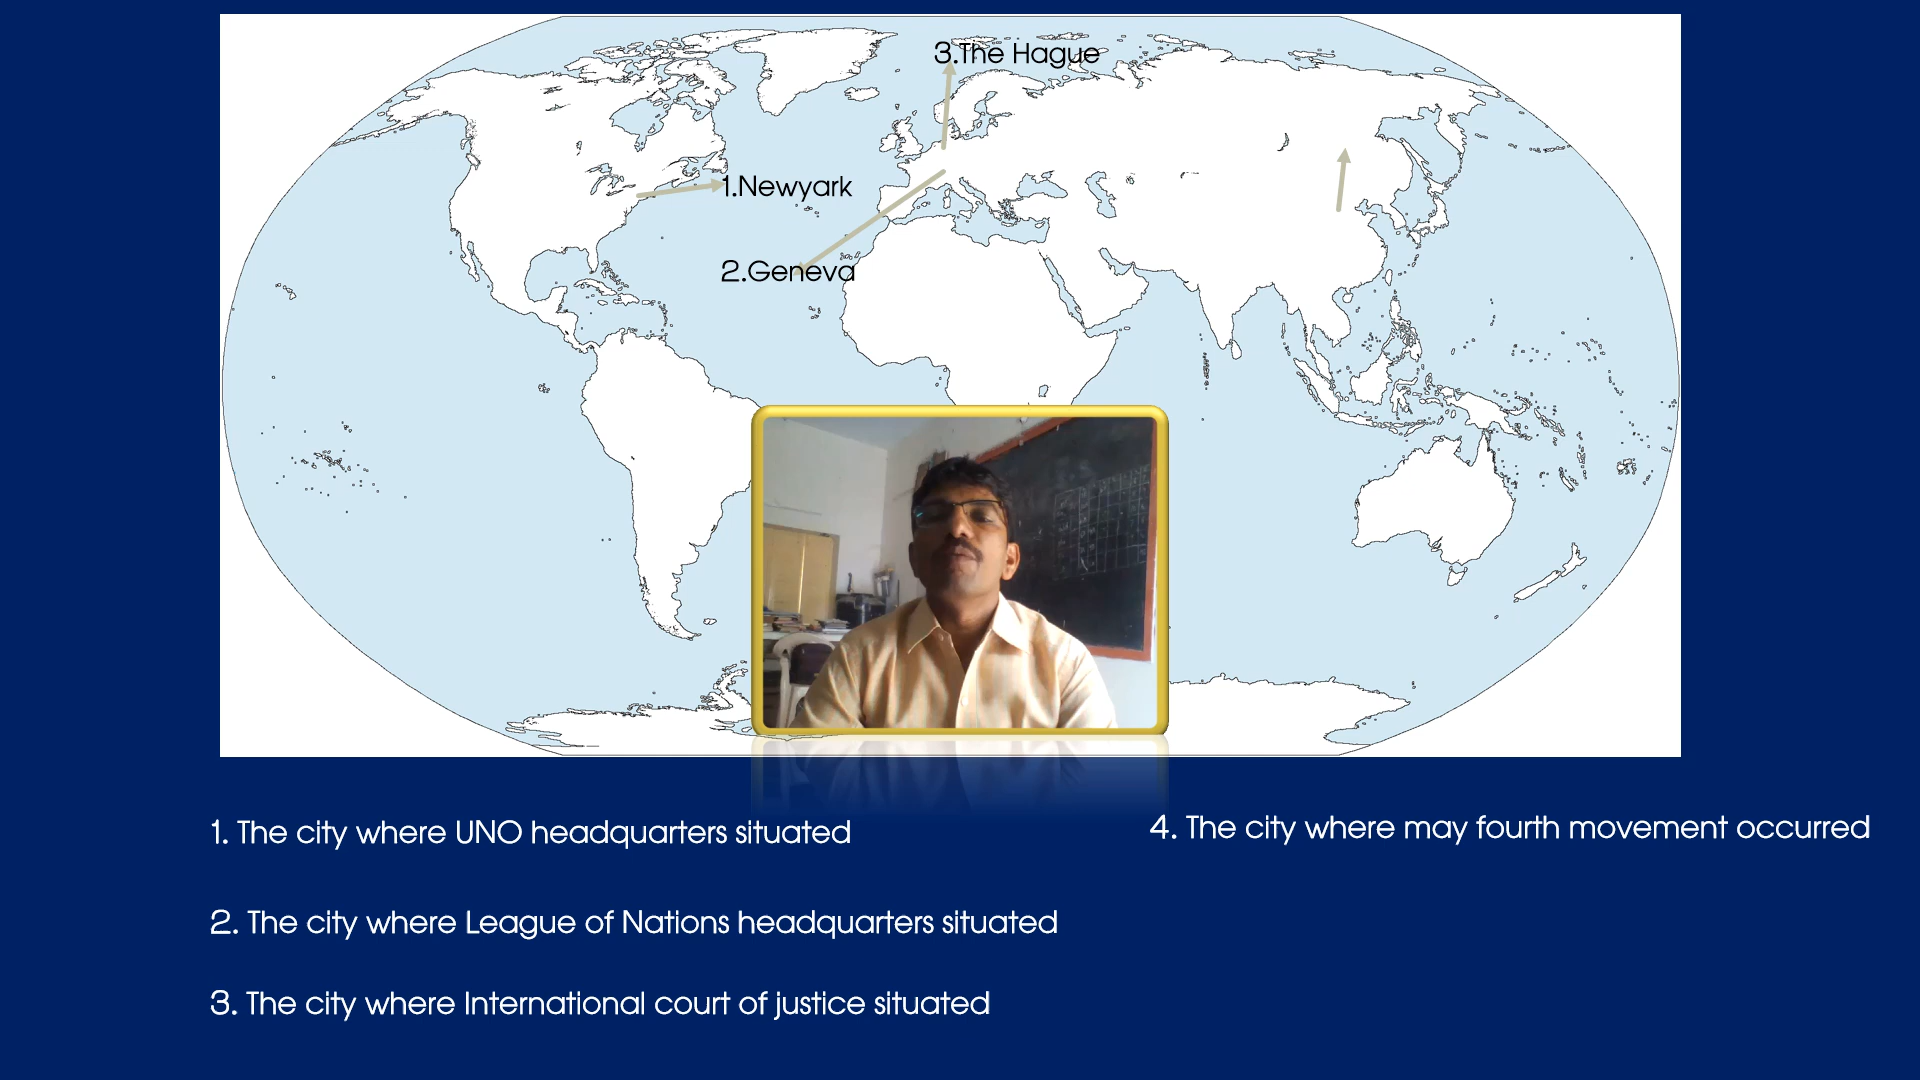 3.The Hague
1.Newyark
2.Geneva
1. The city where UNO headquarters situated
4. The city where may fourth movement occurred
2. The city where League of Nations headquarters situated
3. The city where International court of justice situated